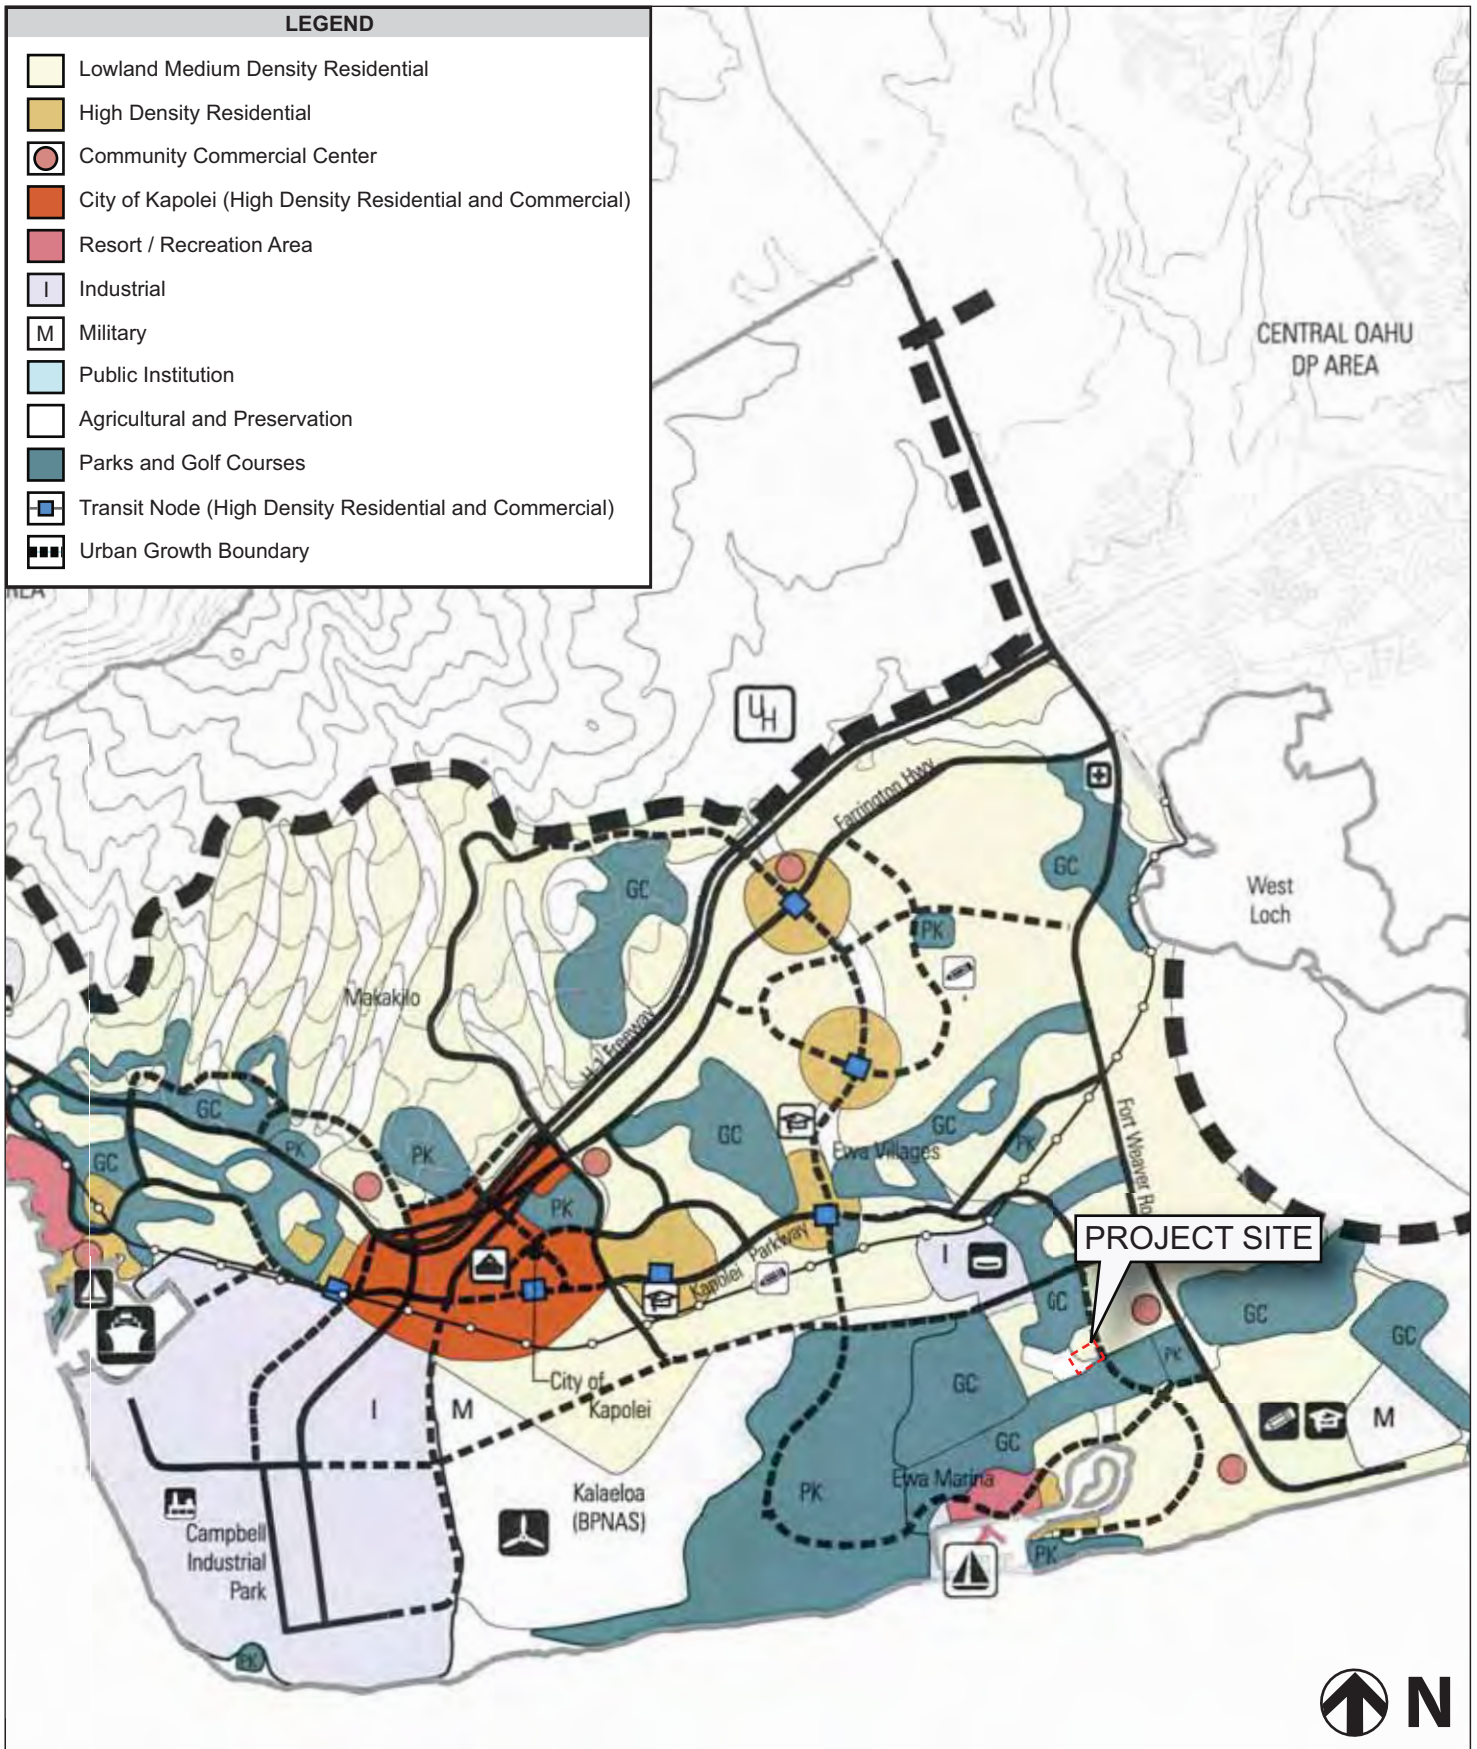 LEGEND
Lowland Medium Density Residential
High Density Residential
Community Commercial Center
City of Kapolei (High Density Residential and Commercial)
Resort / Recreation Area
I Industrial
M Military
Public Institution
Agricultural and Preservation
Parks and Golf Courses
Transit Node (High Density Residential and Commercial)
Urban Growth Boundary
CENTRAL OAHU
DP AREA
UH
Farrington Hwy
GC
GC
West
Loch
PK
Makakilo
H-1 Freeway
GC
GC
GC
PK
Fort Weaver Ro
PK
PK
GC
Ewa Villages
PK
PROJECT SITE
Kapolei Parkway
I
GC
GC
GC
PK
City of
Kapolei
I
M
GC
M
GC
Ewa Marina
PK
Kalaeloa
(BPNAS)
Campbell
Industrial
Park
PK
PK
N